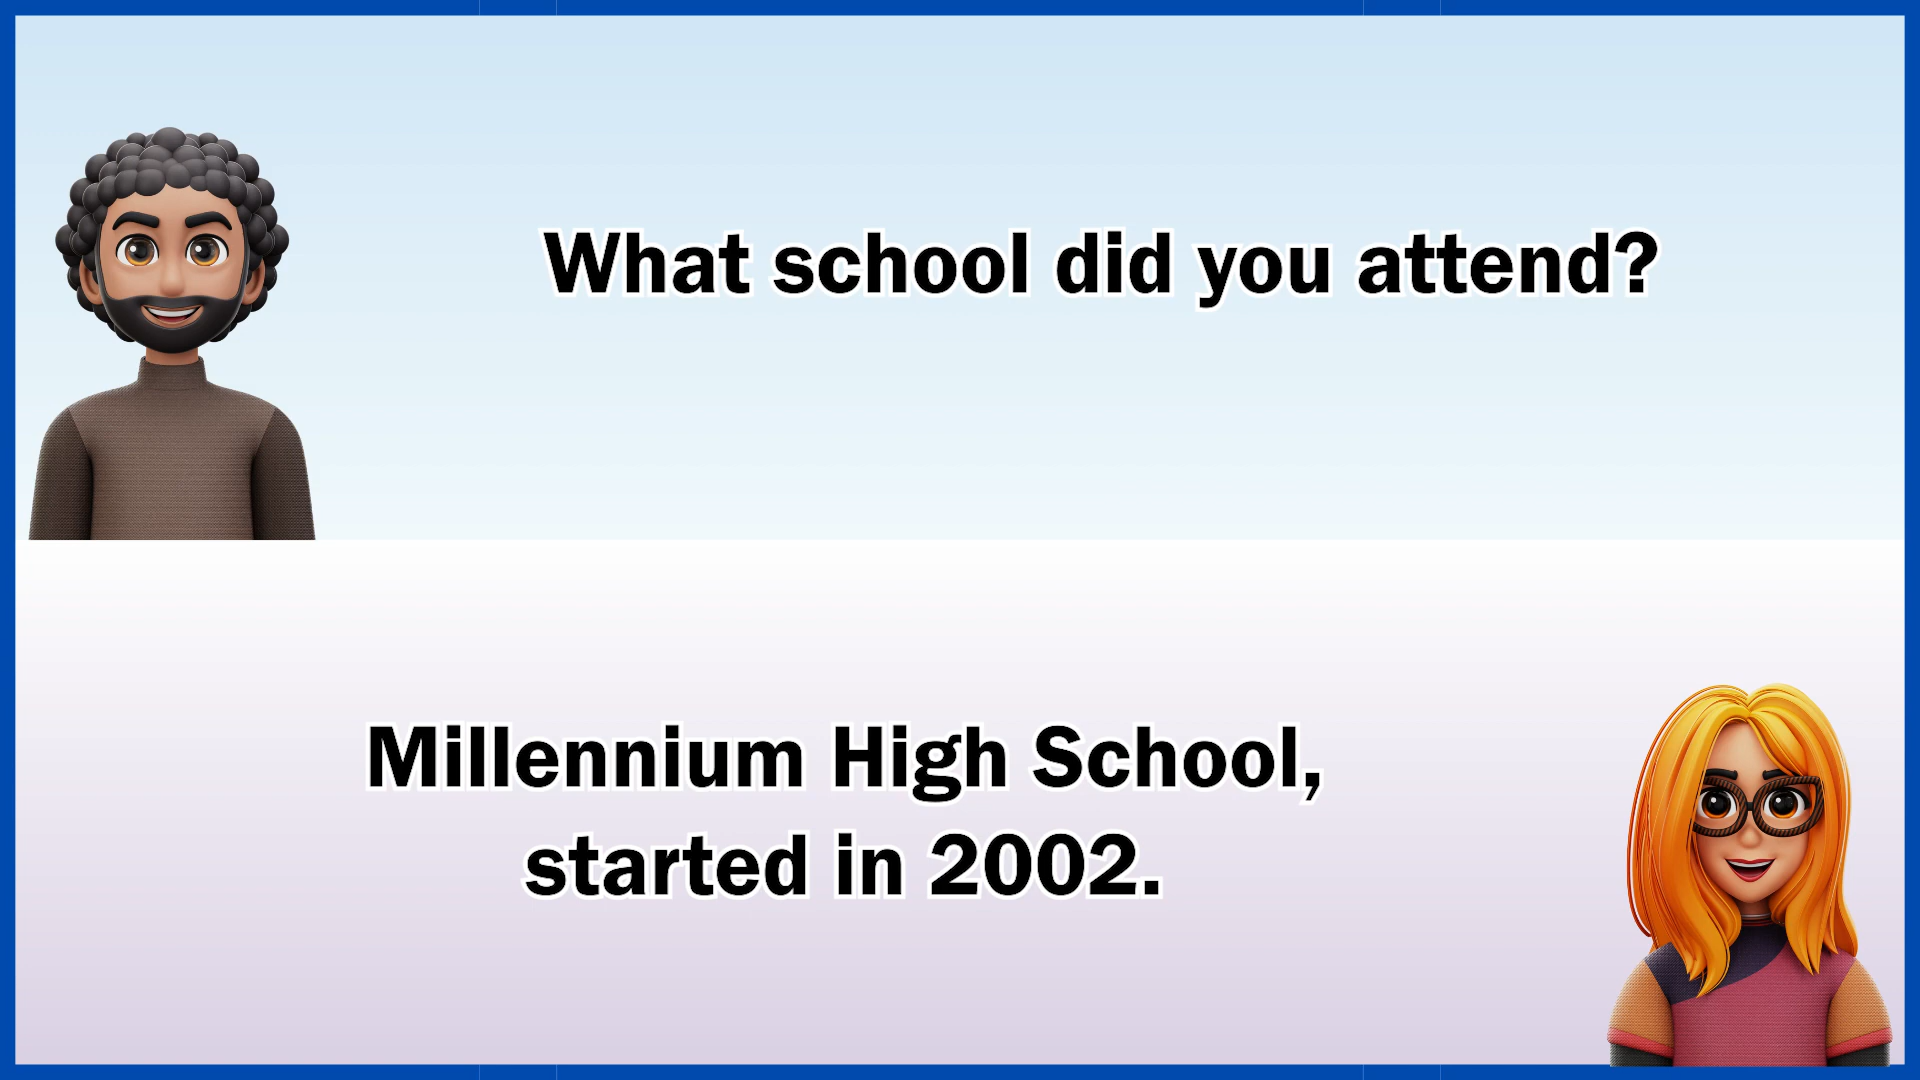 What school did you attend?
Millennium High School,
started in 2002.